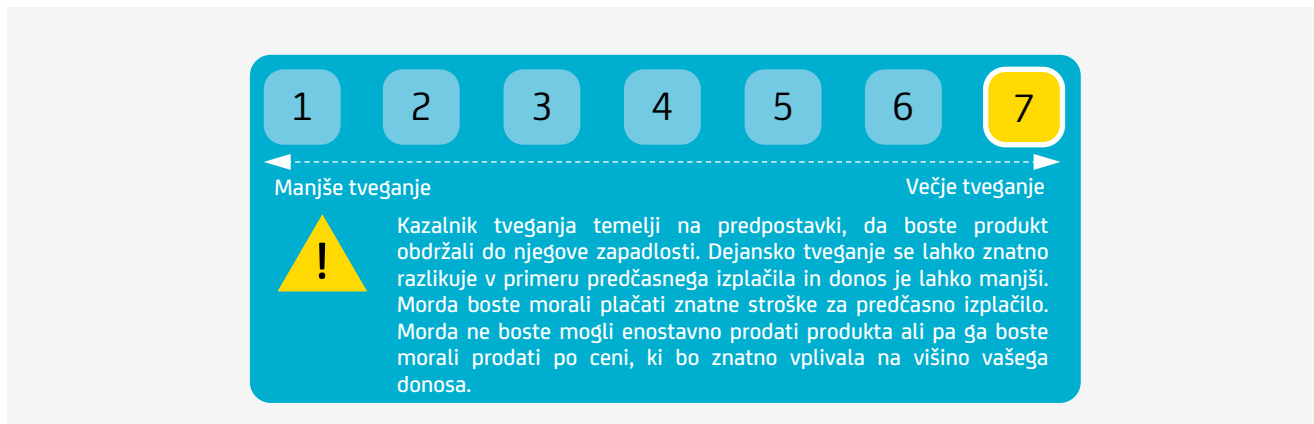 1 2 3 4 5 6 7
Manjše tveganje Večje tveganje
!
Kazalnik tveganja temelji na predpostavki, da boste produkt
obdržali do njegove zapadlosti. Dejansko tveganje se lahko znatno
razlikuje v primeru predčasnega izplačila in donos je lahko manjši.
Morda boste morali plačati znatne stroške za predčasno izplačilo.
Morda ne boste mogli enostavno prodati produkta ali pa ga boste
morali prodati po ceni, ki bo znatno vplivala na višino vašega
donosa.